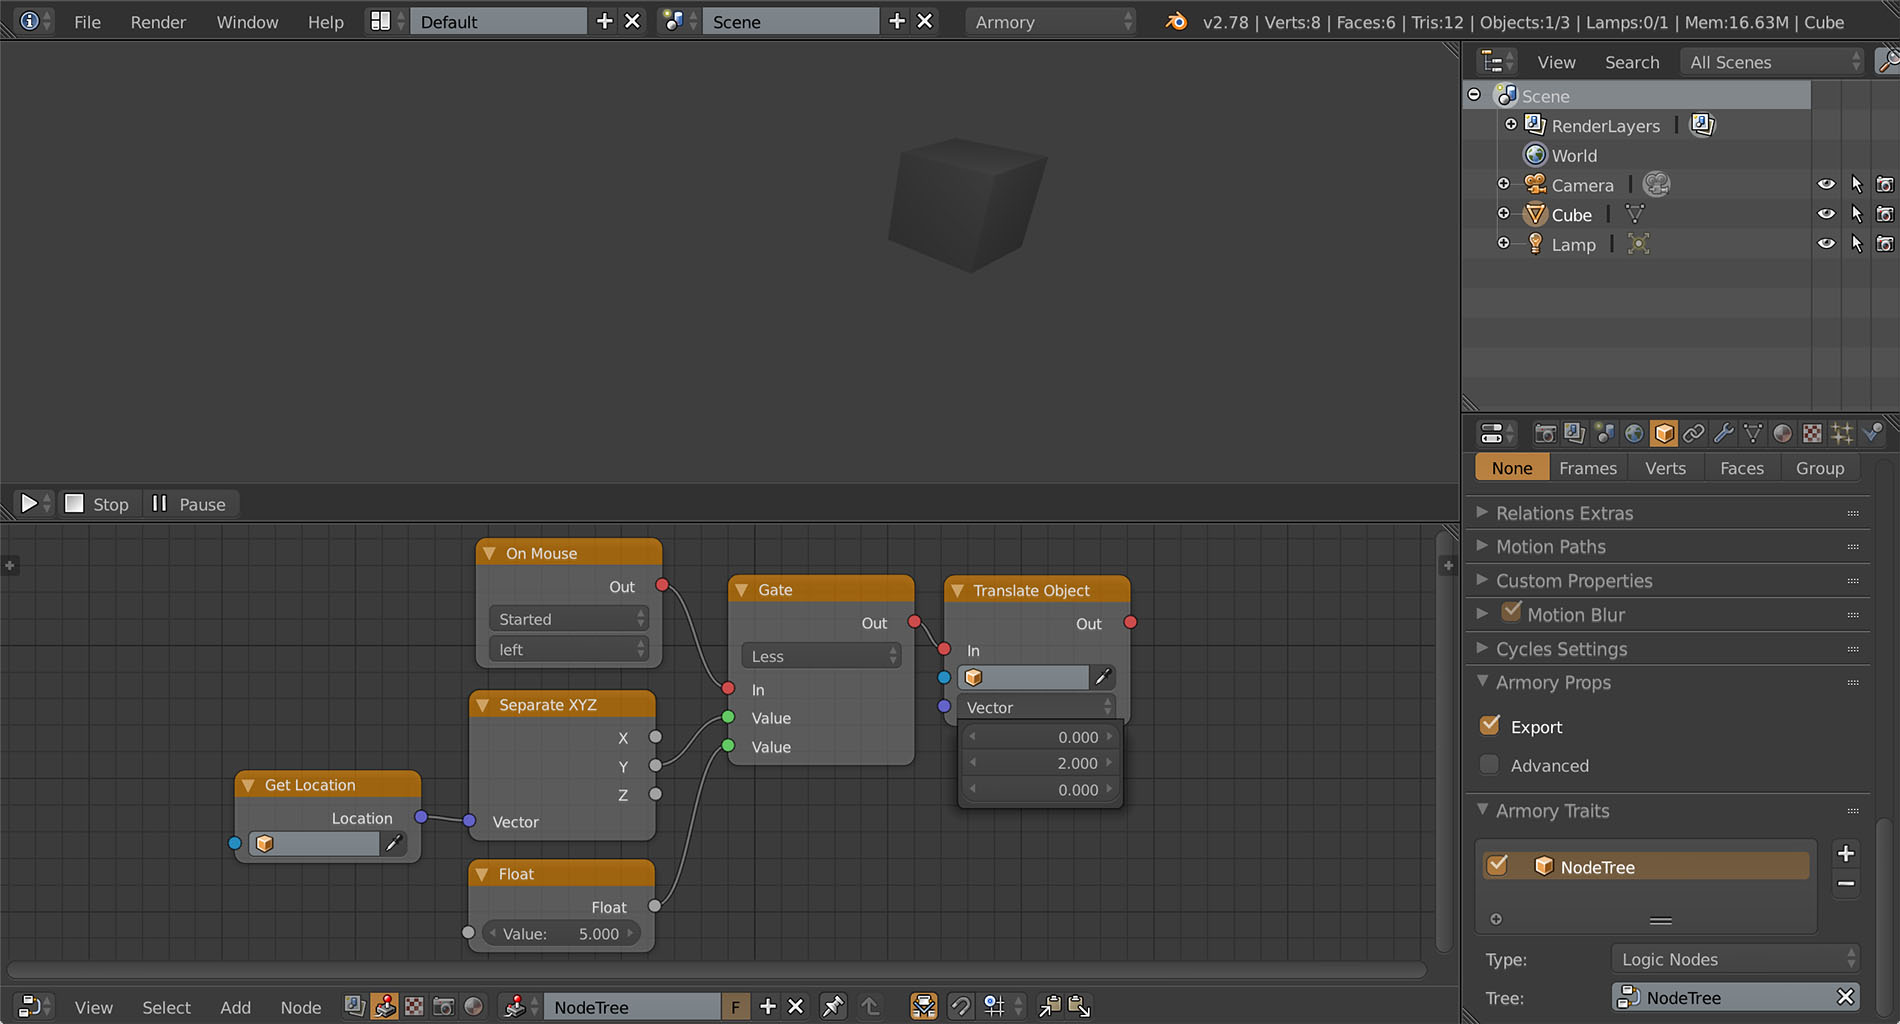 File Render Window Help Default Scene Armory v2.78 | Verts:8 | Faces:6 | Tris:12 | Objects:1/3 | Lamps:0/1 | Mem:16.63M | Cube
View Search All Scenes
Scene
RenderLayers
World
Camera
Cube
Lamp
Stop Pause
None Frames Verts Faces Group
Relations Extras
Motion Paths
Custom Properties
Motion Blur
Cycles Settings
Armory Props
Export
Advanced
Armory Traits
NodeTree
Type: Logic Nodes
Tree: NodeTree
On Mouse
Out
Started
left
Separate XYZ
X
Y
Z
Vector
Get Location
Location
Float
Float
Value: 5.000
Gate
Out
Less
In
Value
Value
Translate Object
Out
In
Vector
0.000
2.000
0.000
View Select Add Node NodeTree F